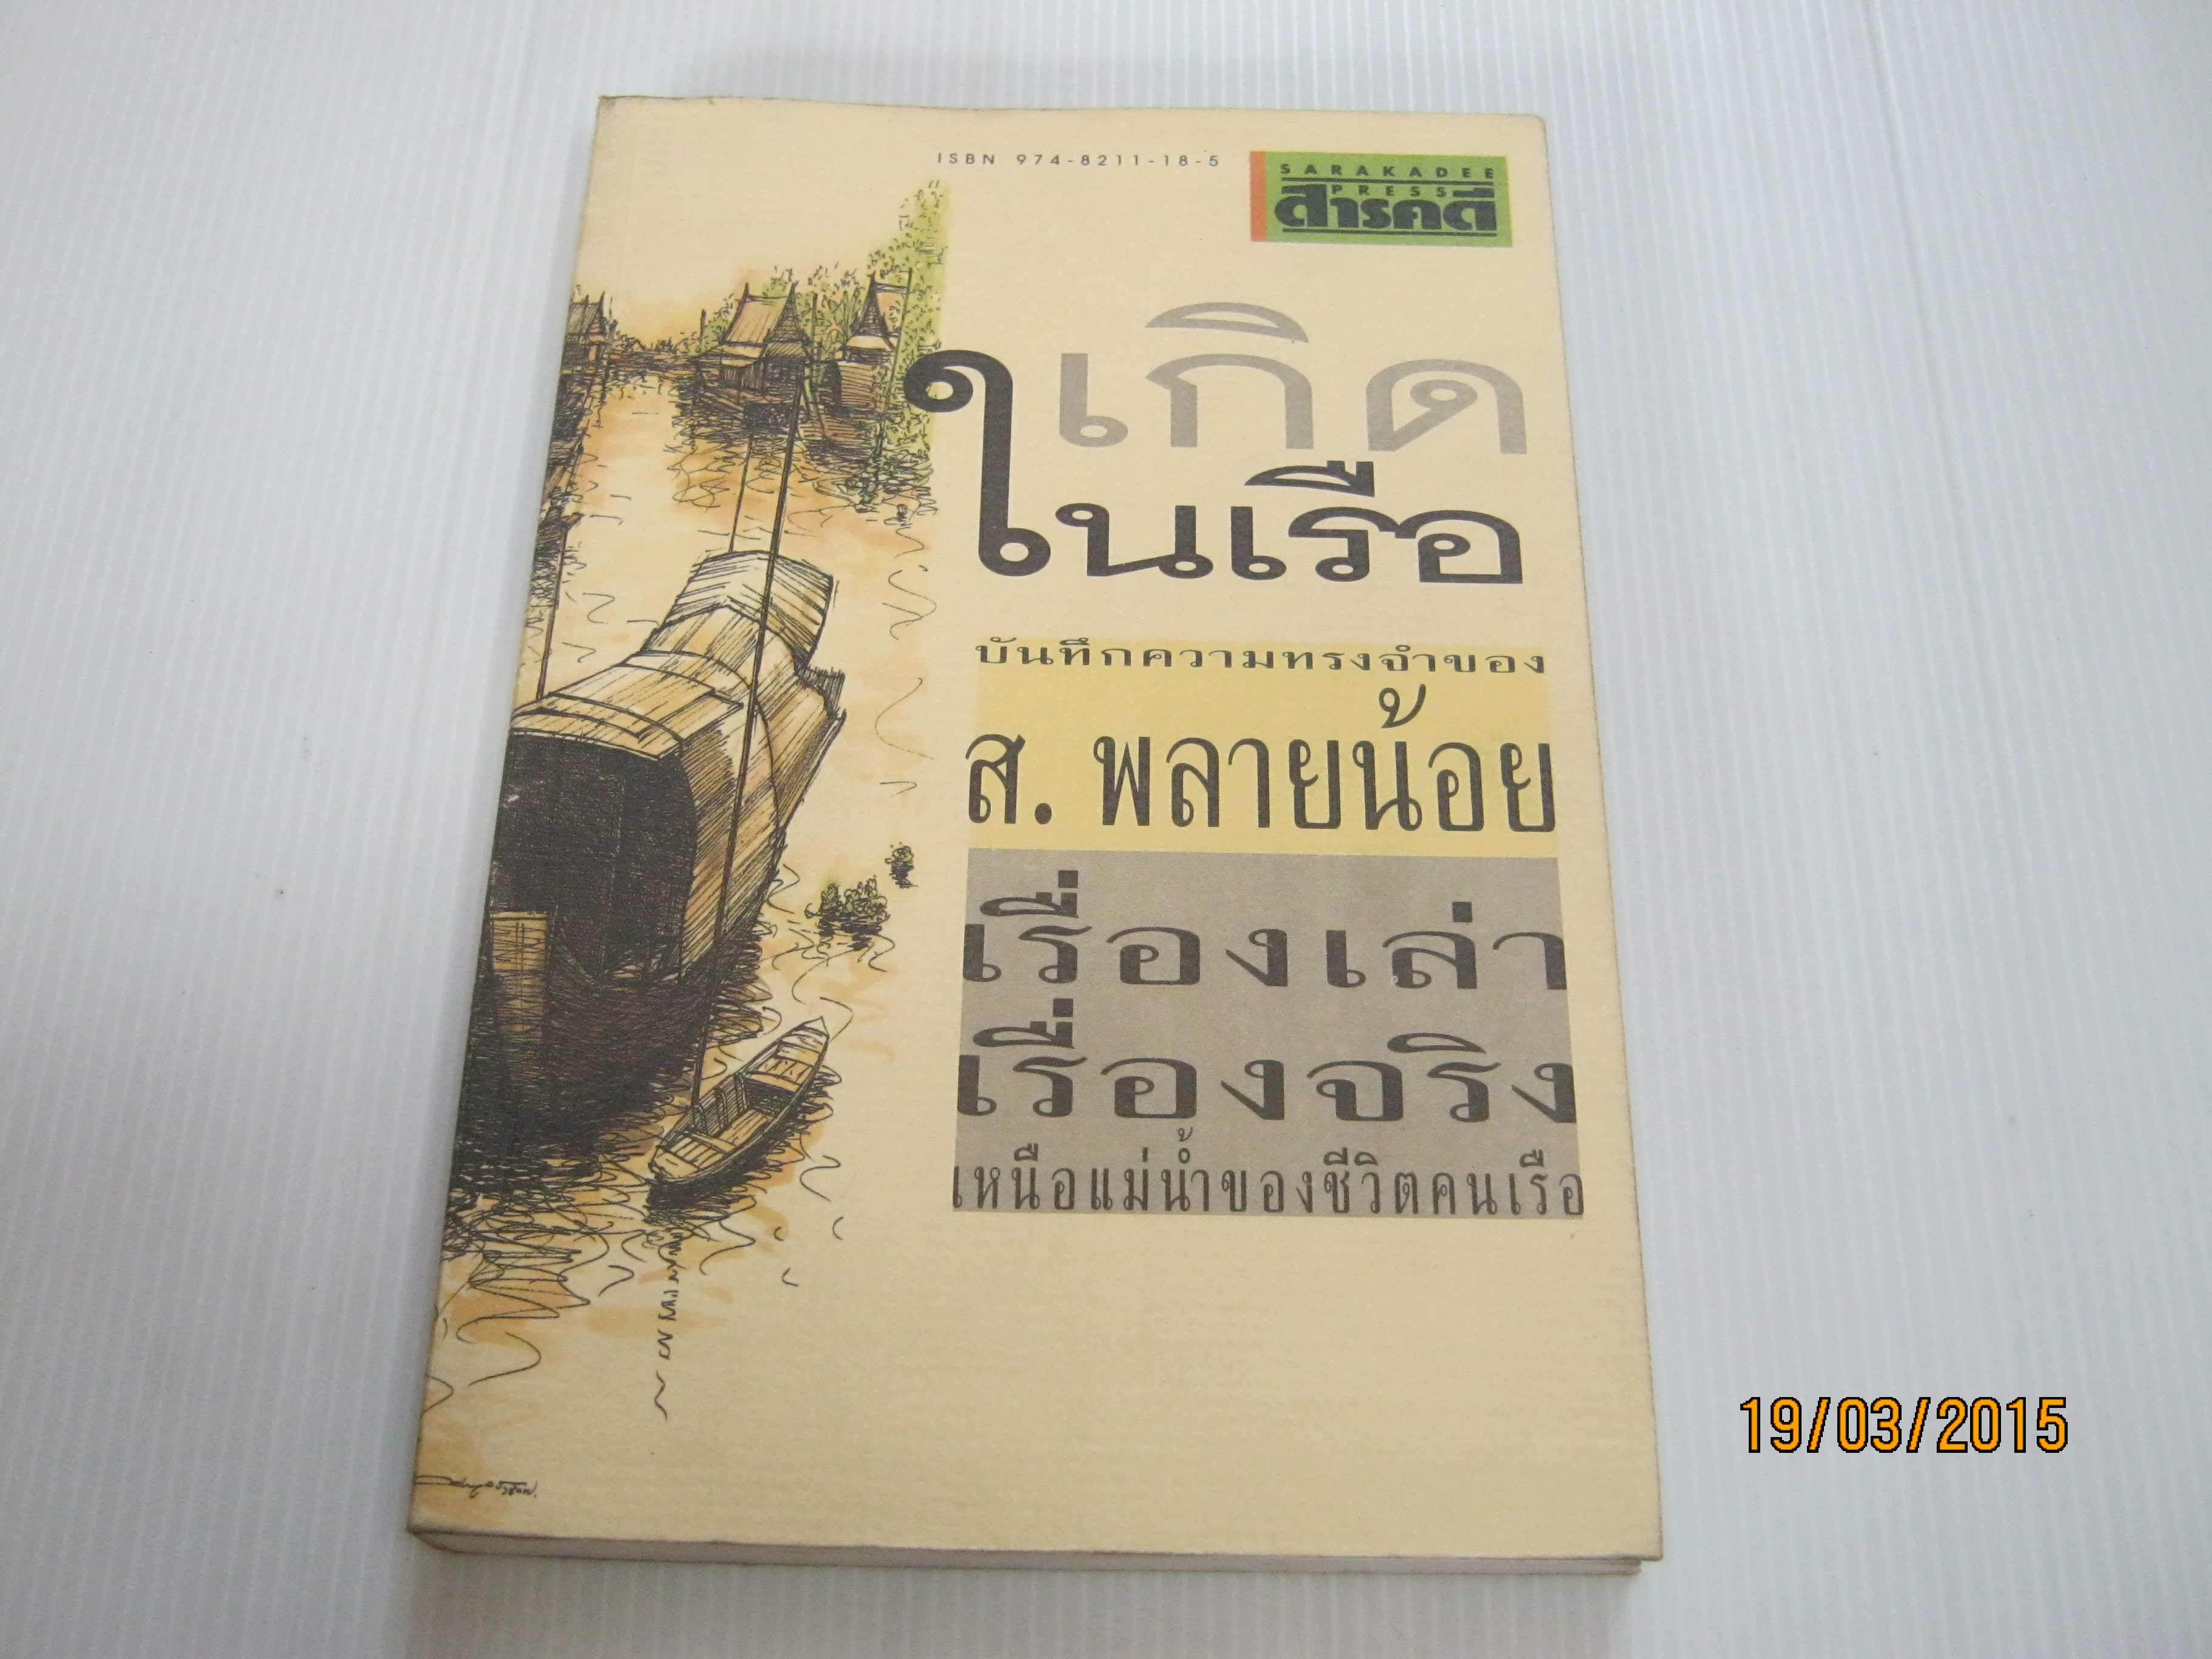 ISBN 974-8211-18-5
SARAKADEE
PRESS
สารคดี
เกิด
ในเรือ
บันทึกความทรงจำของ
ส. พลายน้อย
เรื่องเล่า
เรื่องจริง
เหนือแม่น้ำของชีวิตคนเรือ
19/03/2015